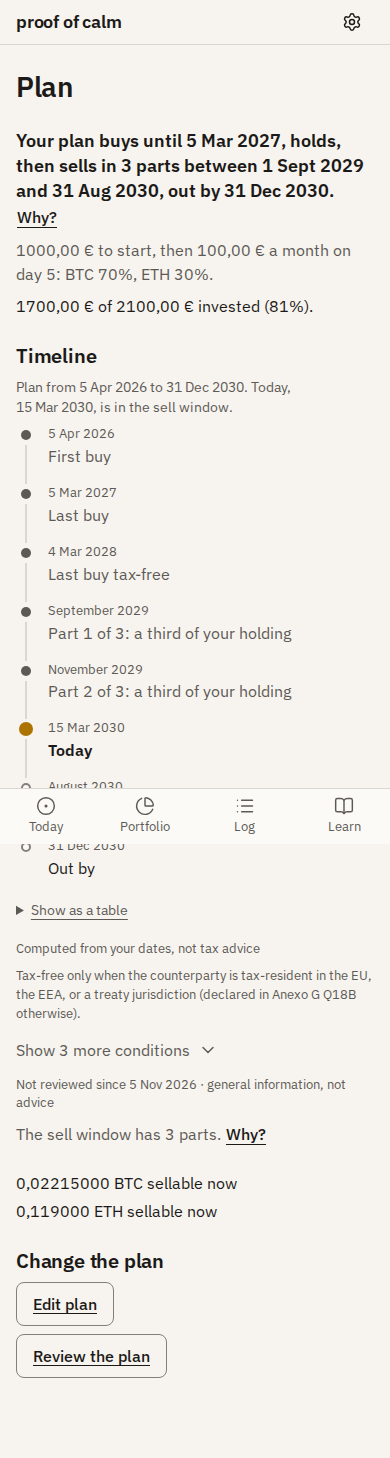 proof of calm
Plan
Your plan buys until 5 Mar 2027, holds,
then sells in 3 parts between 1 Sept 2029
and 31 Aug 2030, out by 31 Dec 2030.
Why?
1000,00 € to start, then 100,00 € a month on
day 5: BTC 70%, ETH 30%.
1700,00 € of 2100,00 € invested (81%).
Timeline
Plan from 5 Apr 2026 to 31 Dec 2030. Today,
15 Mar 2030, is in the sell window.
5 Apr 2026
First buy
5 Mar 2027
Last buy
4 Mar 2028
Last buy tax-free
September 2029
Part 1 of 3: a third of your holding
November 2029
Part 2 of 3: a third of your holding
15 Mar 2030
Today
August 2030
Today
Portfolio
Log
Learn
31 Dec 2030
Out by
Show as a table
Computed from your dates, not tax advice
Tax-free only when the counterparty is tax-resident in the EU,
the EEA, or a treaty jurisdiction (declared in Anexo G Q18B
otherwise).
Show 3 more conditions
Not reviewed since 5 Nov 2026 · general information, not
advice
The sell window has 3 parts. Why?
0,02215000 BTC sellable now
0,119000 ETH sellable now
Change the plan
Edit plan
Review the plan